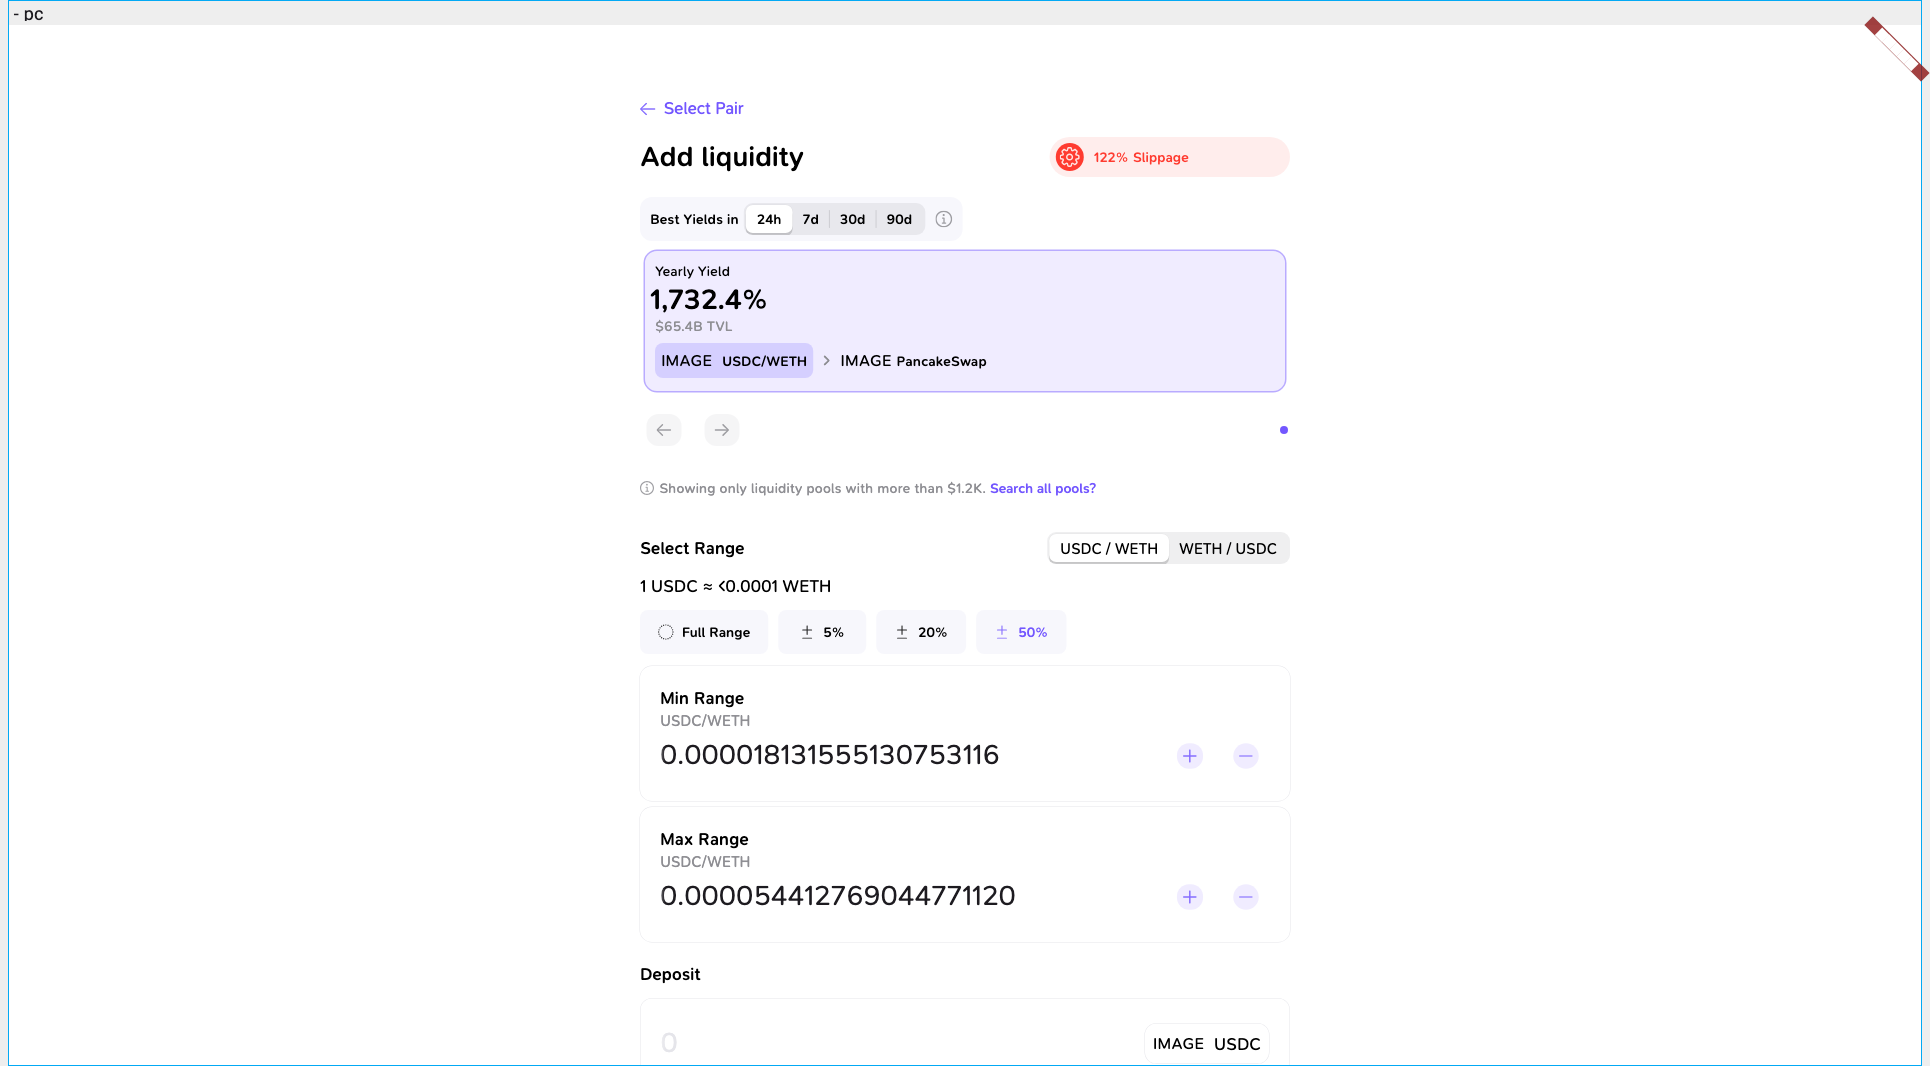 - pc
Select Pair
Add liquidity
122% Slippage
Best Yields in 24h 7d 30d 90d
Yearly Yield
1,732.4%
$65.4B TVL
IMAGE USDC/WETH > IMAGE PancakeSwap
Showing only liquidity pools with more than $1.2K. Search all pools?
Select Range
USDC / WETH WETH / USDC
1 USDC ≈ <0.0001 WETH
Full Range ± 5% ± 20% ± 50%
Min Range
USDC/WETH
0.000018131555130753116
Max Range
USDC/WETH
0.000054412769044771120
Deposit
0
IMAGE USDC